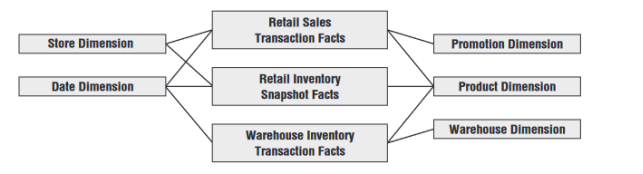 Store Dimension
Date Dimension
Retail Sales
Transaction Facts
Retail Inventory
Snapshot Facts
Warehouse Inventory
Transaction Facts
Promotion Dimension
Product Dimension
Warehouse Dimension